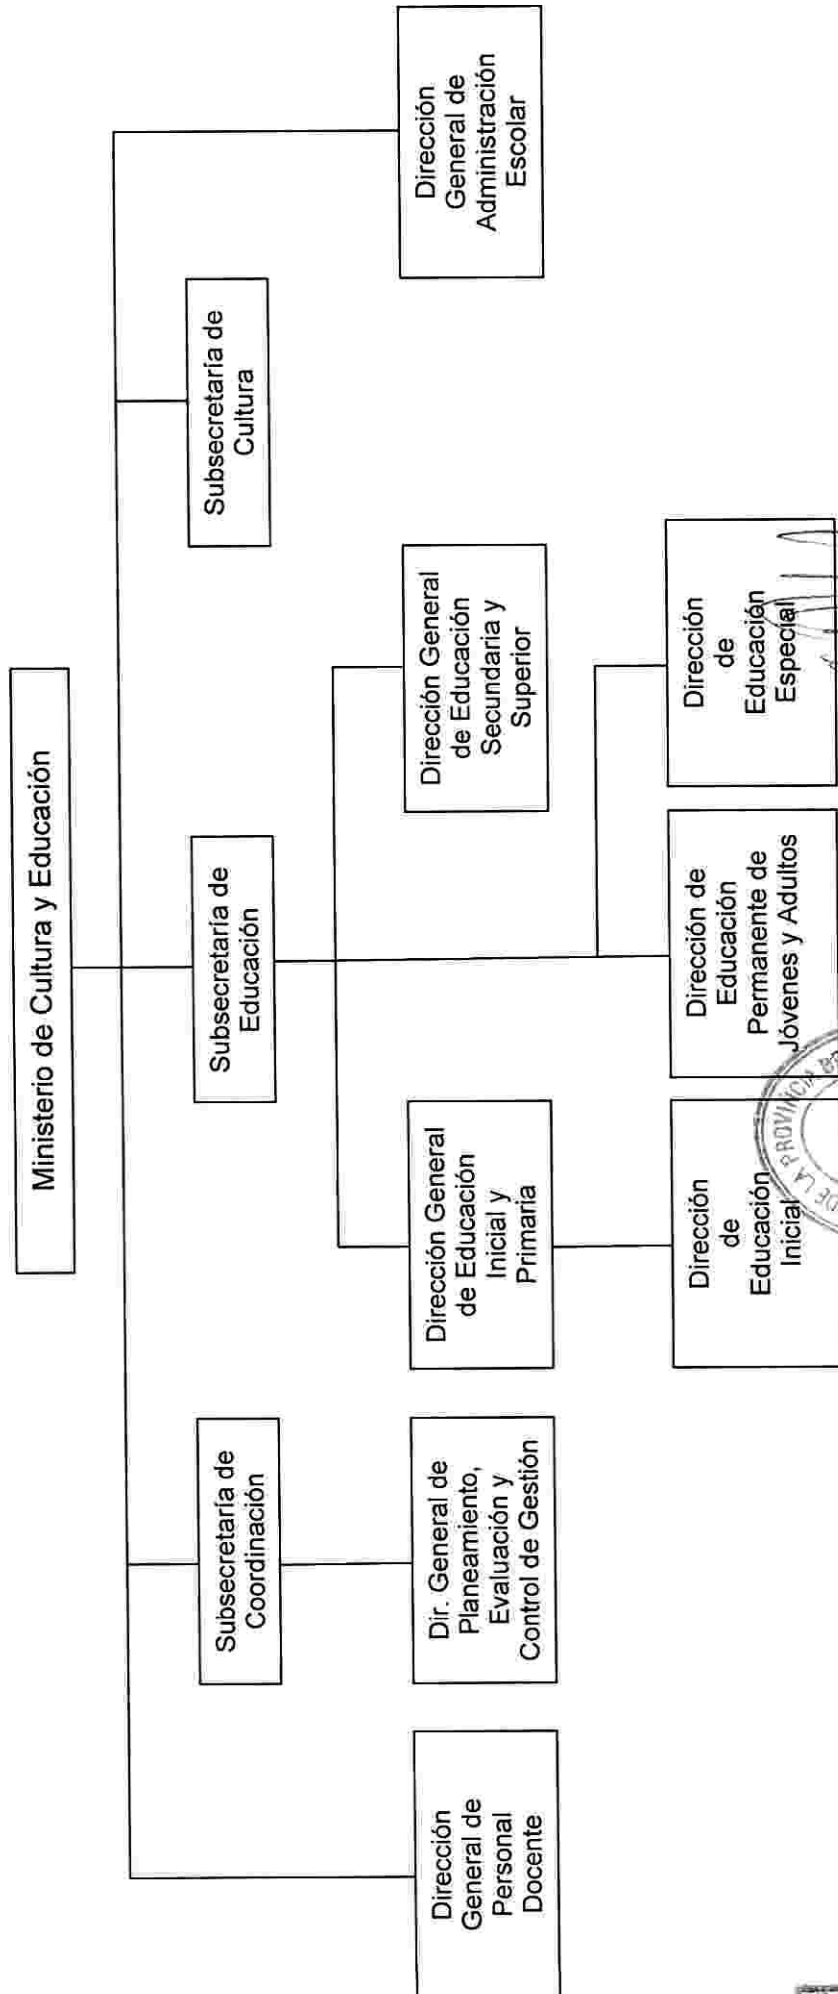 Ministerio de Cultura y Educación
Subsecretaría de
Coordinación
Subsecretaría de
Educación
Subsecretaría de
Cultura
Dirección
General de
Personal
Docente
Dir. General de
Planeamiento,
Evaluación y
Control de Gestión
Dirección General
de Educación
Inicial y
Primaria
Dirección General
de Educación
Secundaria y
Superior
Dirección
General de
Administración
Escolar
Dirección
de
Educación
Inicial
Dirección de
Educación
Permanente de
Jóvenes y Adultos
Dirección
de
Educación
Especial
DE LA PROVINCIA